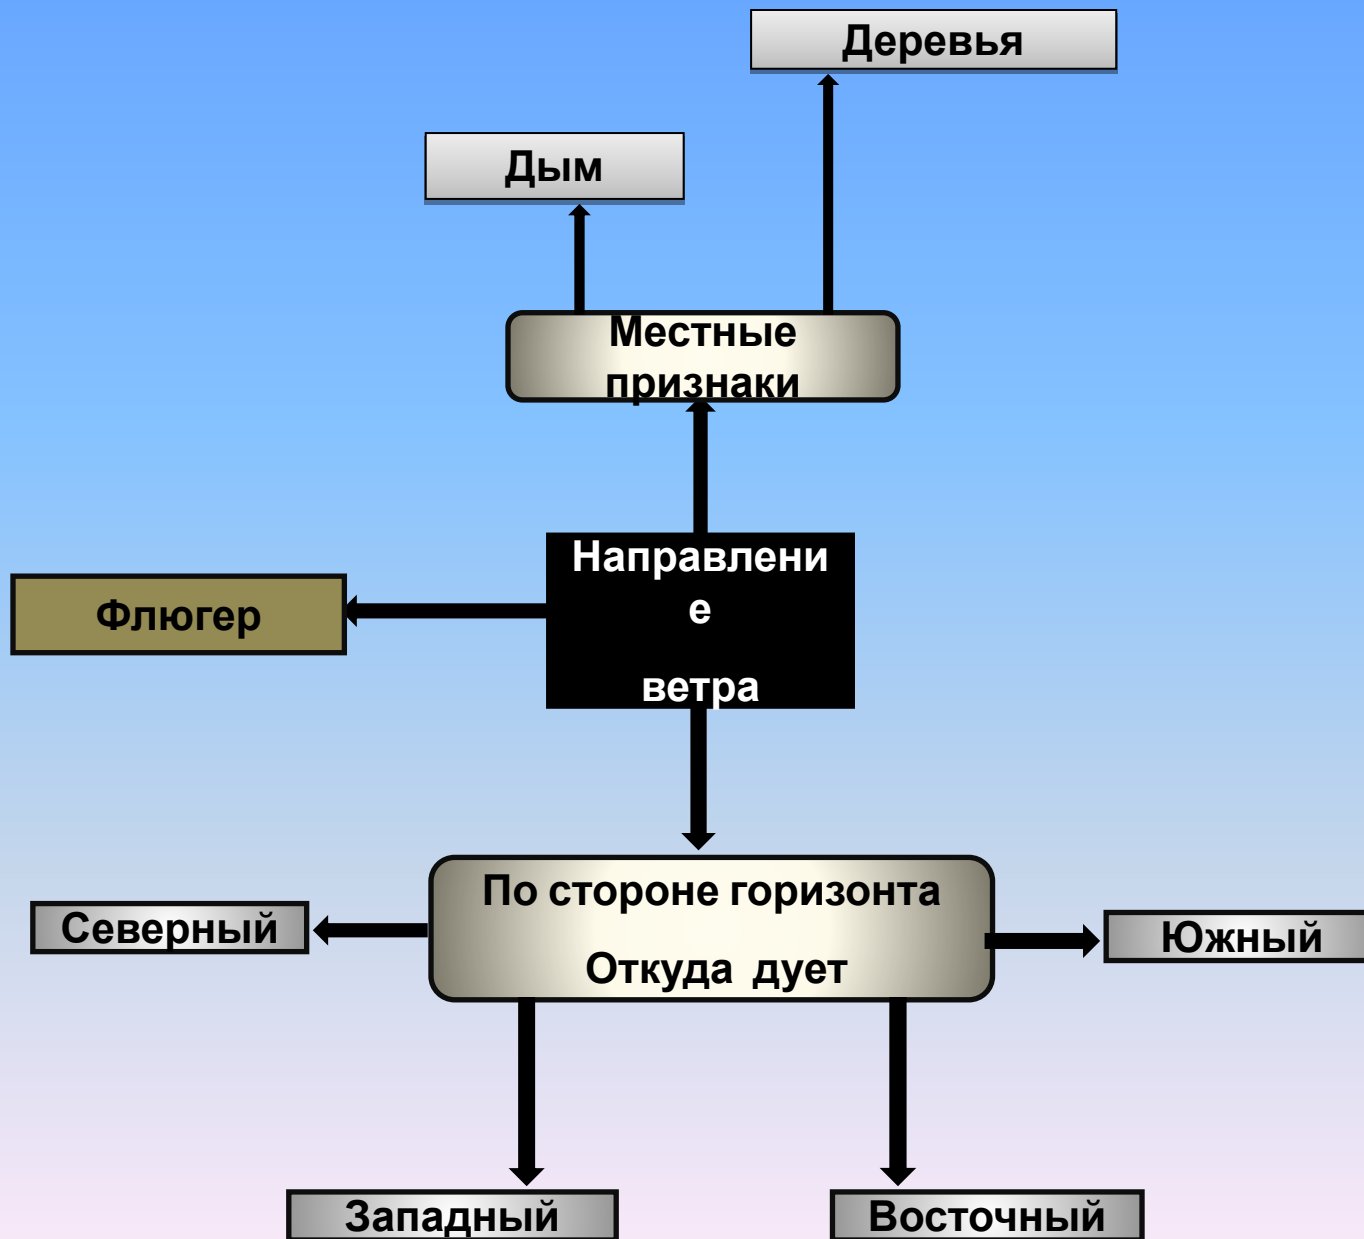 Деревья
Дым
Местные
признаки
Направлени
е
ветра
Флюгер
По стороне горизонта
Откуда дует
Северный
Южный
Западный
Восточный